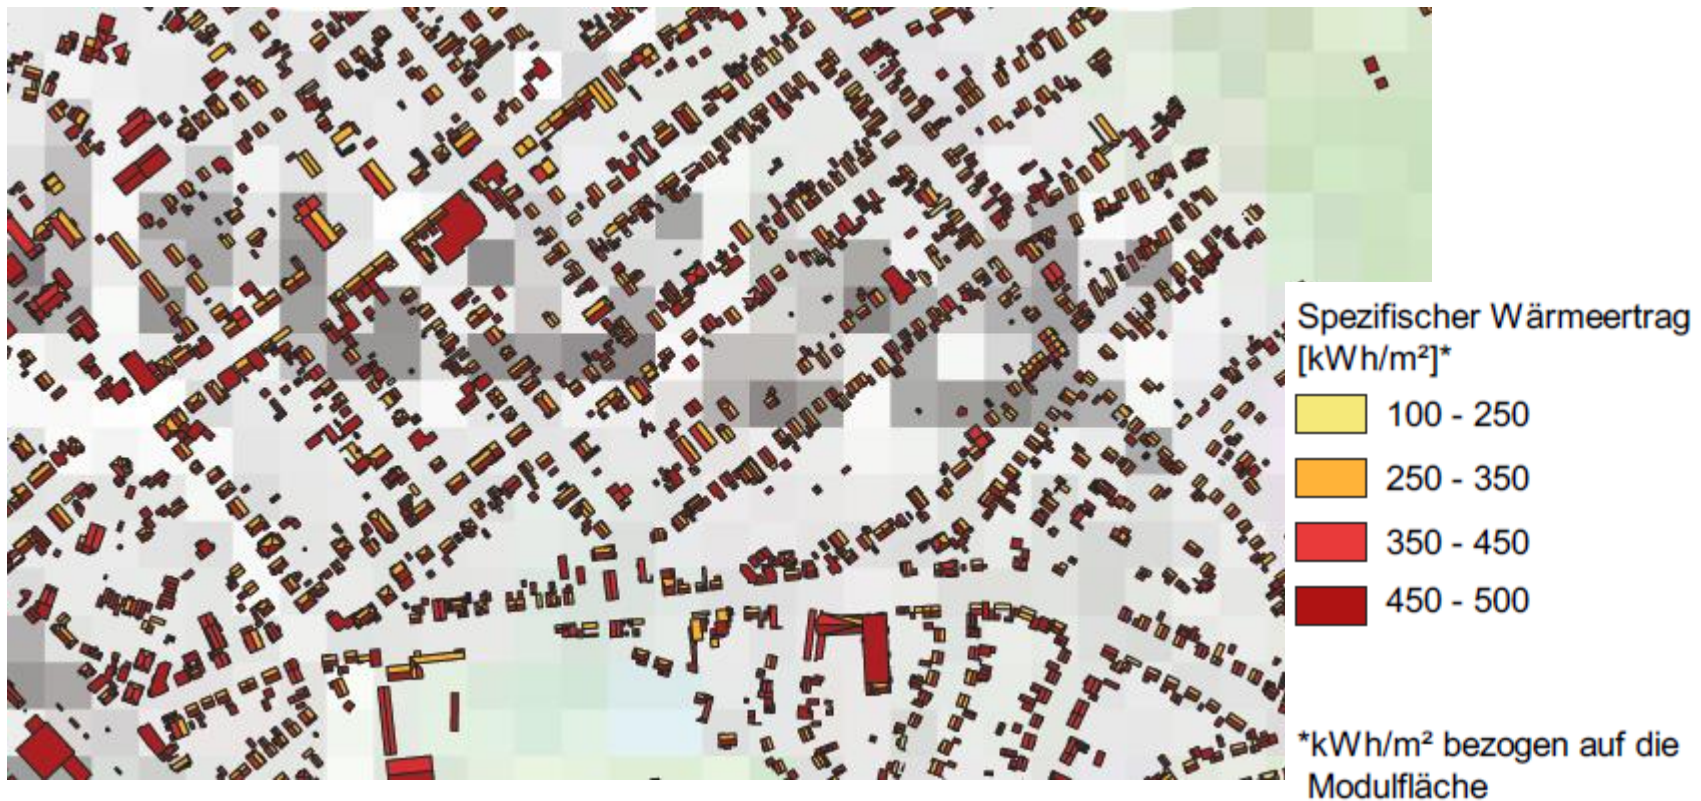 Spezifischer Wärmeertrag
[kWh/m²]*
100 - 250
250 - 350
350 - 450
450 - 500
*kWh/m² bezogen auf die
Modulfläche